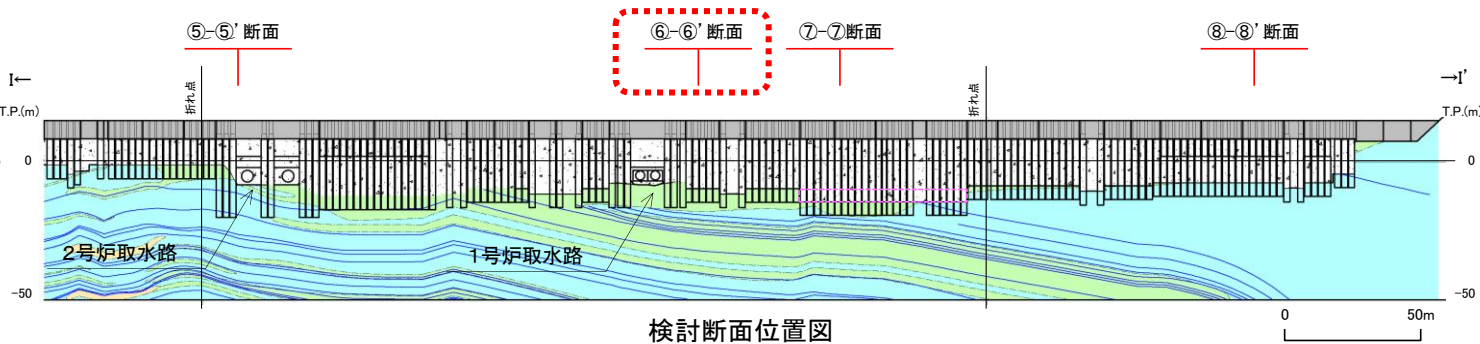 ⑤-⑤’断面
⑥-⑥’断面
⑦-⑦断面
⑧-⑧’断面
I←
→I’
折れ点
折れ点
T.P.(m)
T.P.(m)
0
0
2号炉取水路
1号炉取水路
-50
-50
検討断面位置図
0
50m